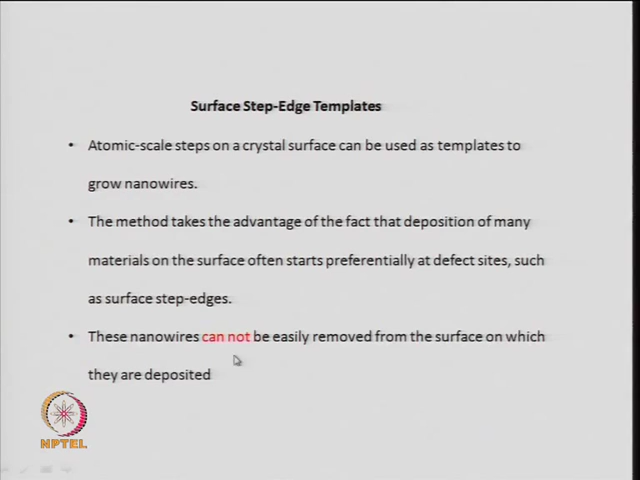 Surface Step-Edge Templates
• Atomic-scale steps on a crystal surface can be used as templates to
grow nanowires.
• The method takes the advantage of the fact that deposition of many
materials on the surface often starts preferentially at defect sites, such
as surface step-edges.
• These nanowires can not be easily removed from the surface on which
they are deposited
NPTEL